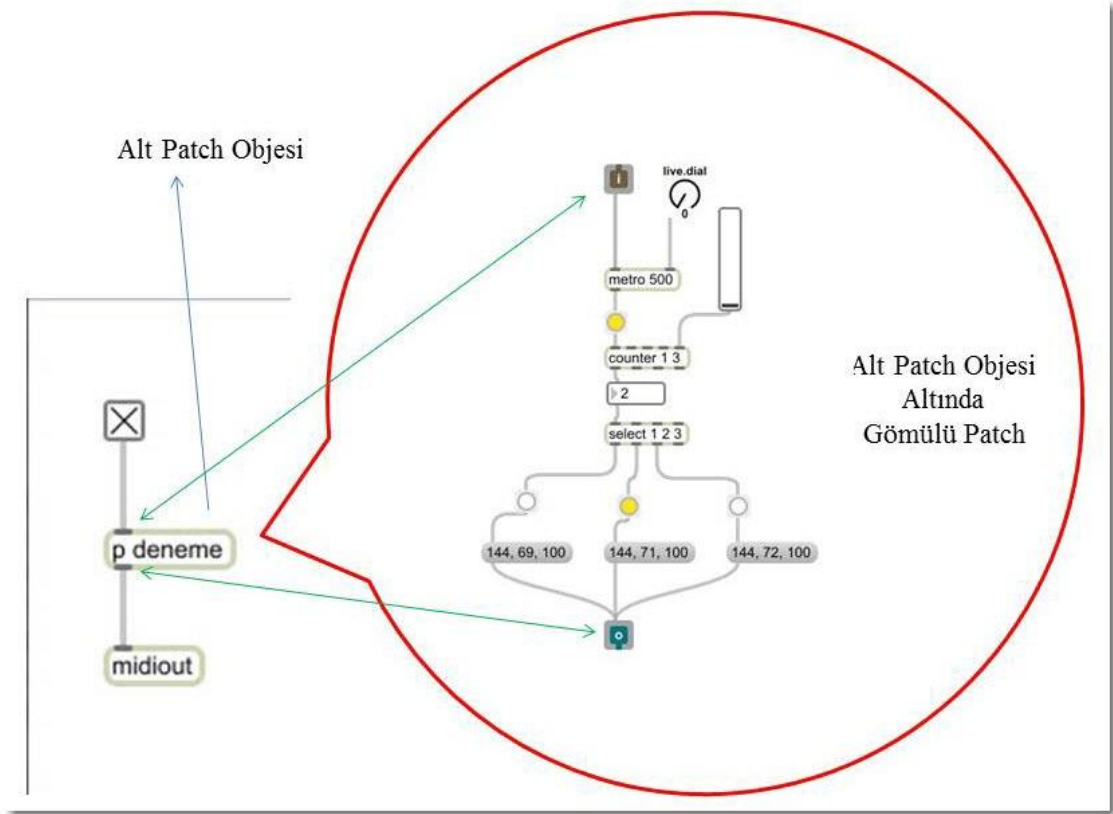 Alt Patch Objesi
p deneme
midiout
i
live.dial
0
metro 500
counter 1 3
2
select 1 2 3
144, 69, 100
144, 71, 100
144, 72, 100
o
Alt Patch Objesi
Altında
Gömülü Patch